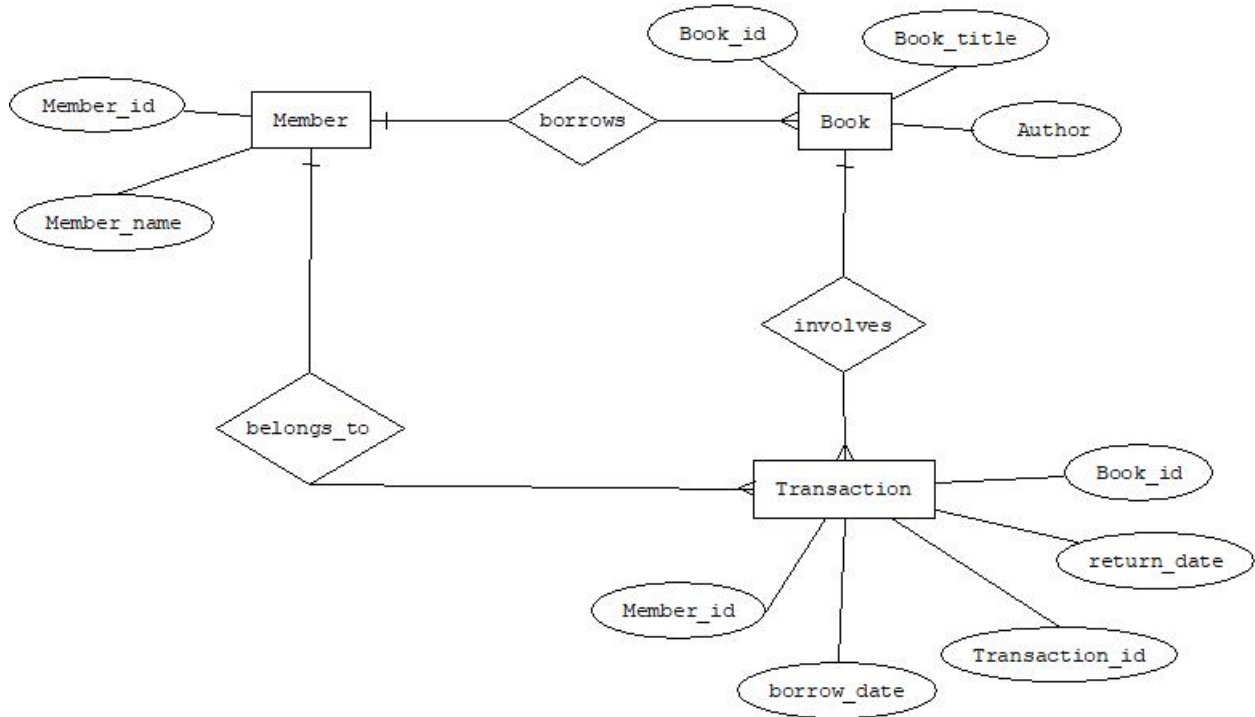 Book_id
Book_title
Member_id
Member
borrows
Book
Author
Member_name
involves
belongs_to
Book_id
Transaction
return_date
Member_id
Transaction_id
borrow_date